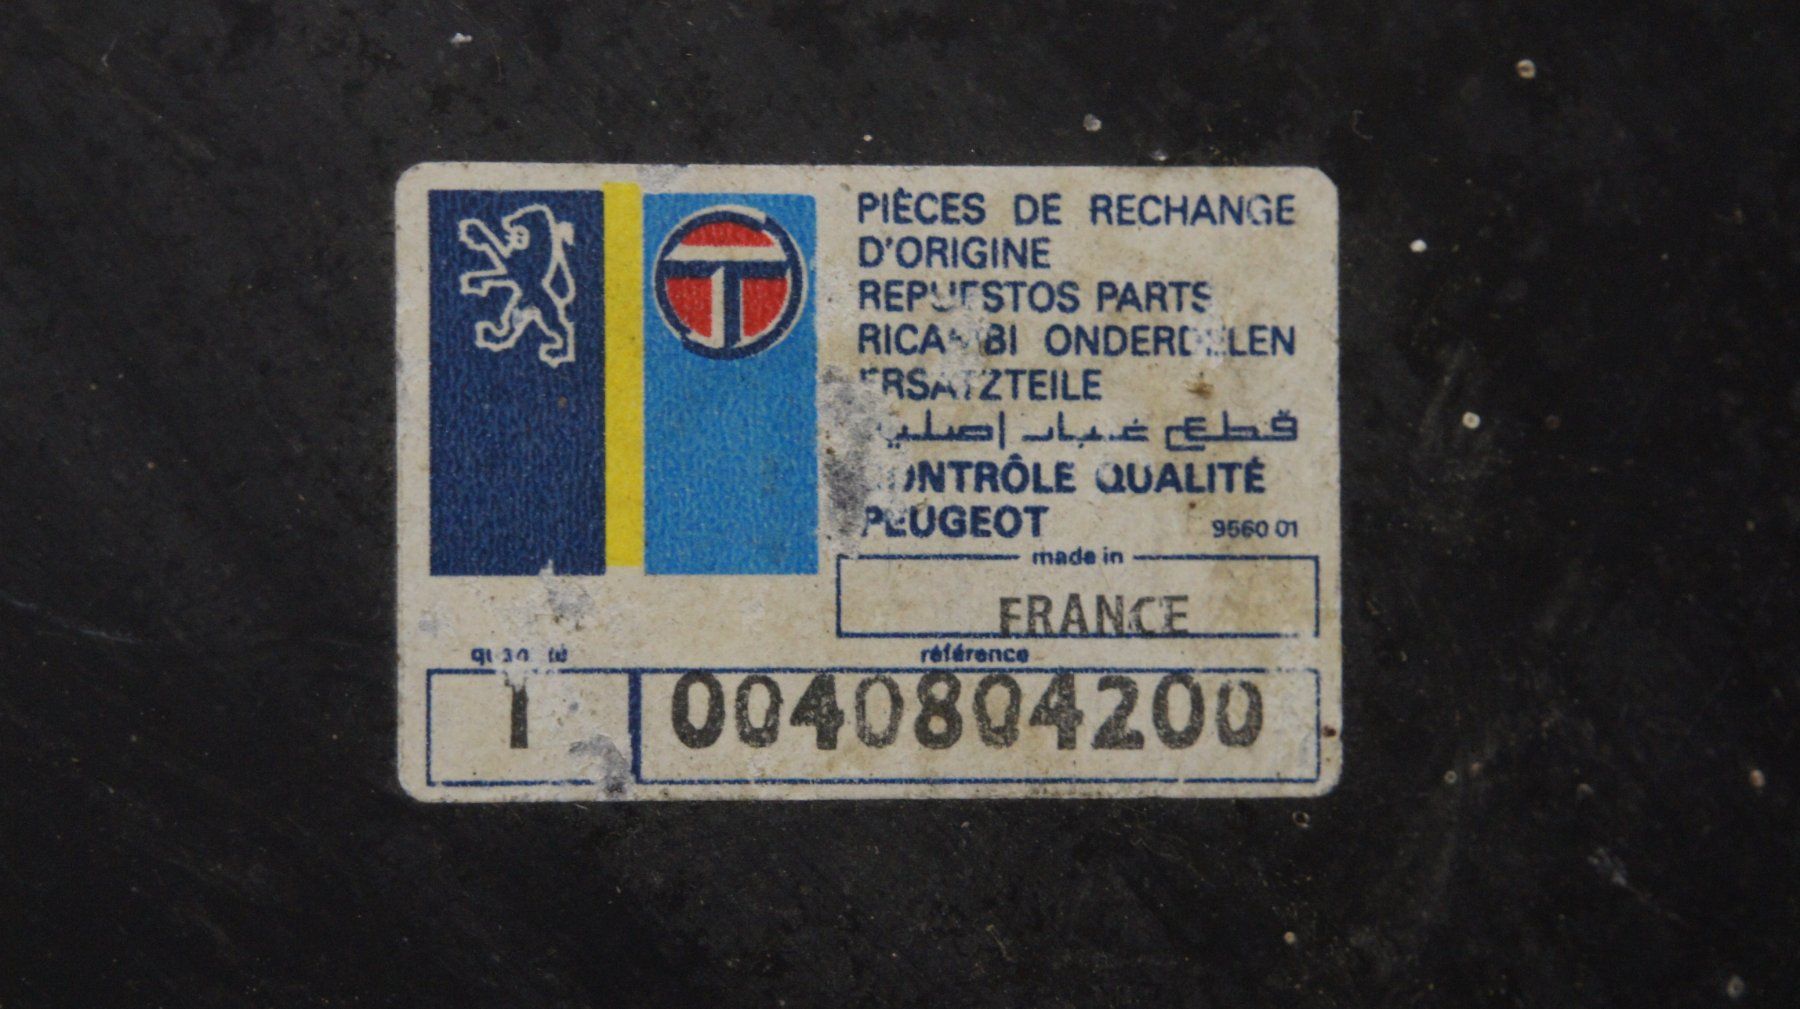 PIÈCES DE RECHANGE
D'ORIGINE
REPUESTOS PARTS
RICAMBI ONDERDELEN
ERSATZTEILE
قطع غيار اصلية
CONTRÔLE QUALITÉ
PEUGEOT 9560 01
made in
FRANCE
quantité référence
1 0040804200